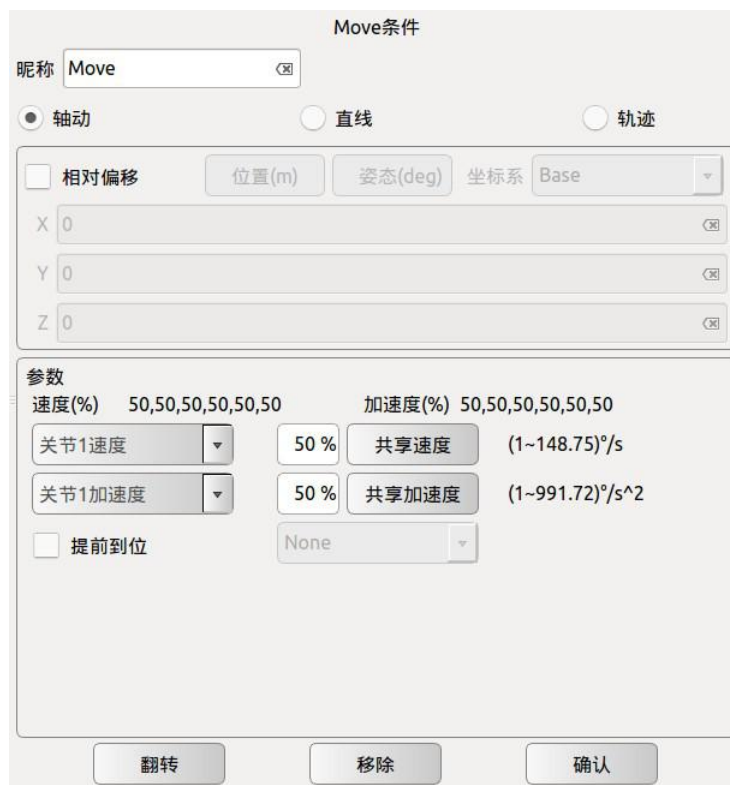 Move条件
昵称 Move
轴动 直线 轨迹
相对偏移 位置(m) 姿态(deg) 坐标系 Base
X 0
Y 0
Z 0
参数
速度(%) 50,50,50,50,50,50 加速度(%) 50,50,50,50,50,50
关节1速度 50 % 共享速度 (1~148.75)°/s
关节1加速度 50 % 共享加速度 (1~991.72)°/s^2
提前到位 None
翻转 移除 确认